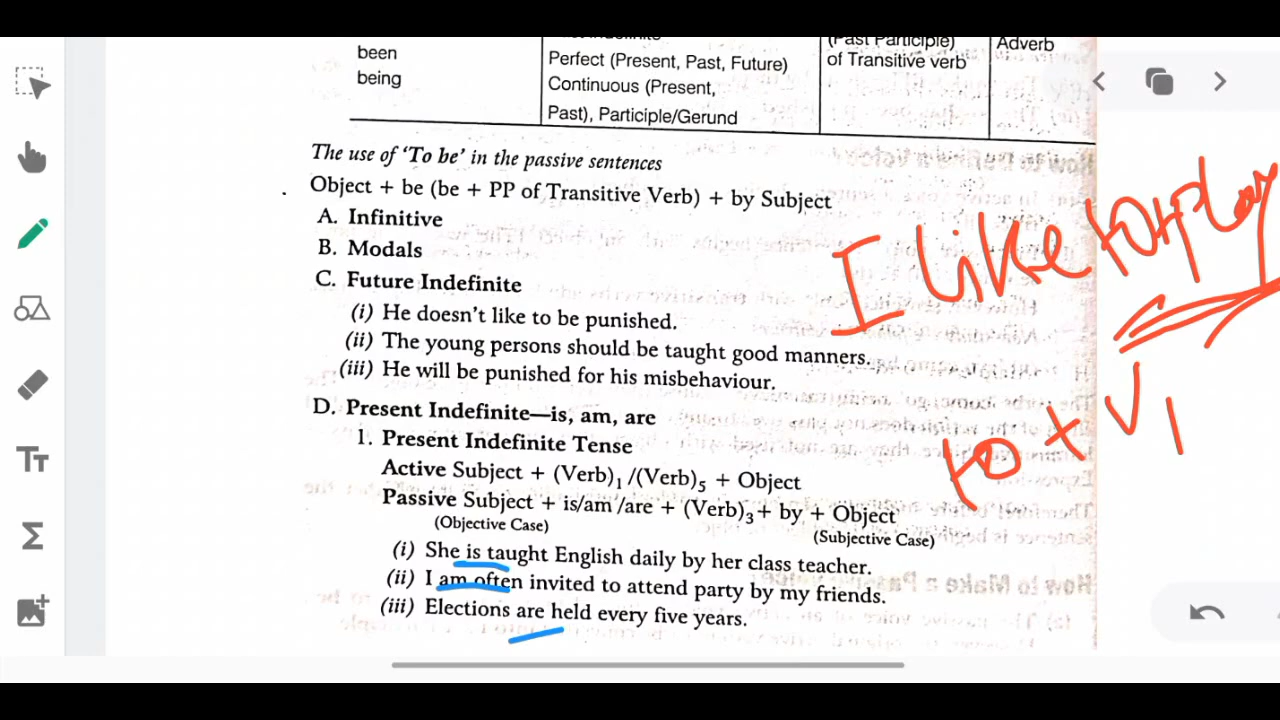 been
Perfect (Present, Past, Future)
(Past Participle)
Adverb
being
Continuous (Present,
of Transitive verb
Past), Participle/Gerund
The use of 'To be' in the passive sentences
Object + be (be + PP of Transitive Verb) + by Subject
A. Infinitive
B. Modals
C. Future Indefinite
(i) He doesn't like to be punished.
(ii) The young persons should be taught good manners.
(iii) He will be punished for his misbehaviour.
D. Present Indefinite—is, am, are
1. Present Indefinite Tense
Active Subject + (Verb)₁ /(Verb)₅ + Object
Passive Subject + is/am /are + (Verb)₃ + by + Object
(Objective Case)
(Subjective Case)
(i) She is taught English daily by her class teacher.
(ii) I am often invited to attend party by my friends.
(iii) Elections are held every five years.
I like to+play
to + V1
TT
Σ